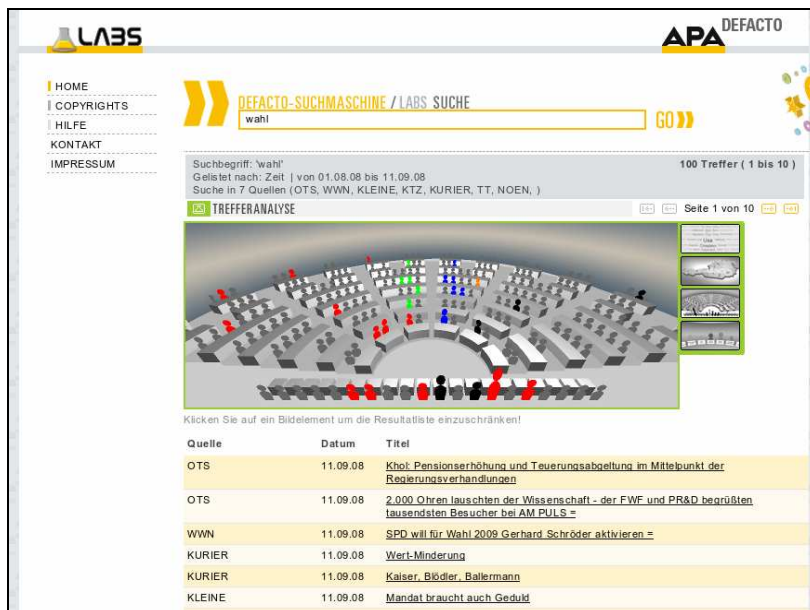 LABS
APA DEFACTO
HOME
COPYRIGHTS
HILFE
KONTAKT
IMPRESSUM
DEFACTO-SUCHMASCHINE / LABS SUCHE
wahl
GO
Suchbegriff: 'wahl'
100 Treffer ( 1 bis 10 )
Gelistet nach: Zeit | von 01.08.08 bis 11.09.08
Suche in 7 Quellen (OTS, WWN, KLEINE, KTZ, KURIER, TT, NOEN, )
TREFFERANALYSE
Seite 1 von 10
Klicken Sie auf ein Bildelement um die Resultatliste einzuschränken!
Quelle Datum Titel
OTS 11.09.08 Khol: Pensionserhöhung und Teuerungsabgeltung im Mittelpunkt der
Regierungsverhandlungen
OTS 11.09.08 2.000 Ohren lauschten der Wissenschaft - der FWF und PR&D begrüßten
tausendsten Besucher bei AM PULS =
WWN 11.09.08 SPD will für Wahl 2009 Gerhard Schröder aktivieren =
KURIER 11.09.08 Wert-Minderung
KURIER 11.09.08 Kaiser, Blödler, Ballermann
KLEINE 11.09.08 Mandat braucht auch Geduld